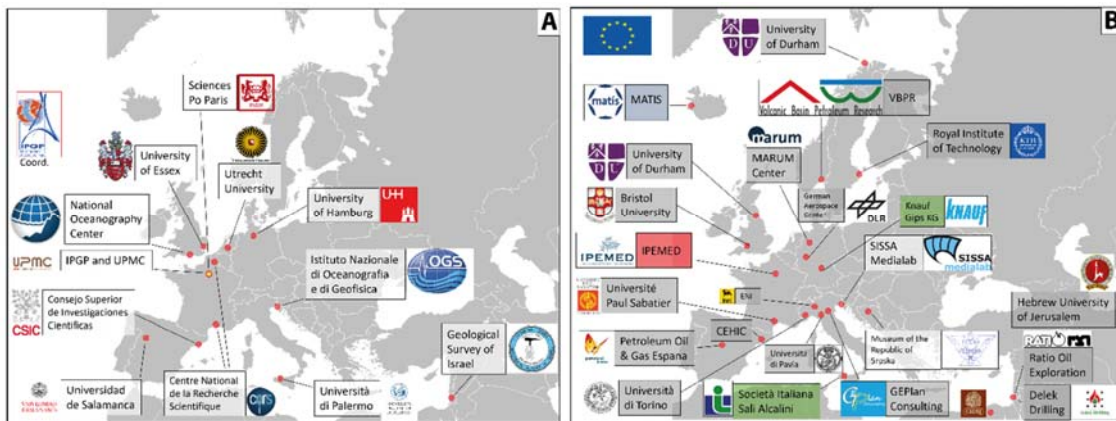 A
Sciences
Po Paris
IPGP
Coord.
University
of Essex
Utrecht
University
National
Oceanography
Center
University
of Hamburg
UH
UPMC
IPGP and UPMC
Istituto Nazionale
di Oceanografia
e di Geofisica
OGS
CSIC
Consejo Superior
de Investigaciones
Cientificas
Geological
Survey of
Israel
Universidad
de Salamanca
Centre National
de la Recherche
Scientifique
cnrs
Università
di Palermo
B
University
of Durham
matis
MATIS
Volcanic Basin Petroleum Research
VBPR
marum
MARUM
Center
Royal Institute
of Technology
KTH
University
of Durham
Bristol
University
German
Aerospace
DLR
Knauf
Gips KG
KNAUF
IPEMED
IPEMED
SISSA
Medialab
SISSA
medialab
Université
Paul Sabatier
ENI
Hebrew University
of Jerusalem
Petroleum Oil
& Gas Espana
CEHIC
Università
di Pavia
Museum of the
Republic of
Srpska
RATIO
Ratio Oil
Exploration
Università
di Torino
Società Italiana
Sali Alcalini
GEPlan
Consulting
Delek
Drilling